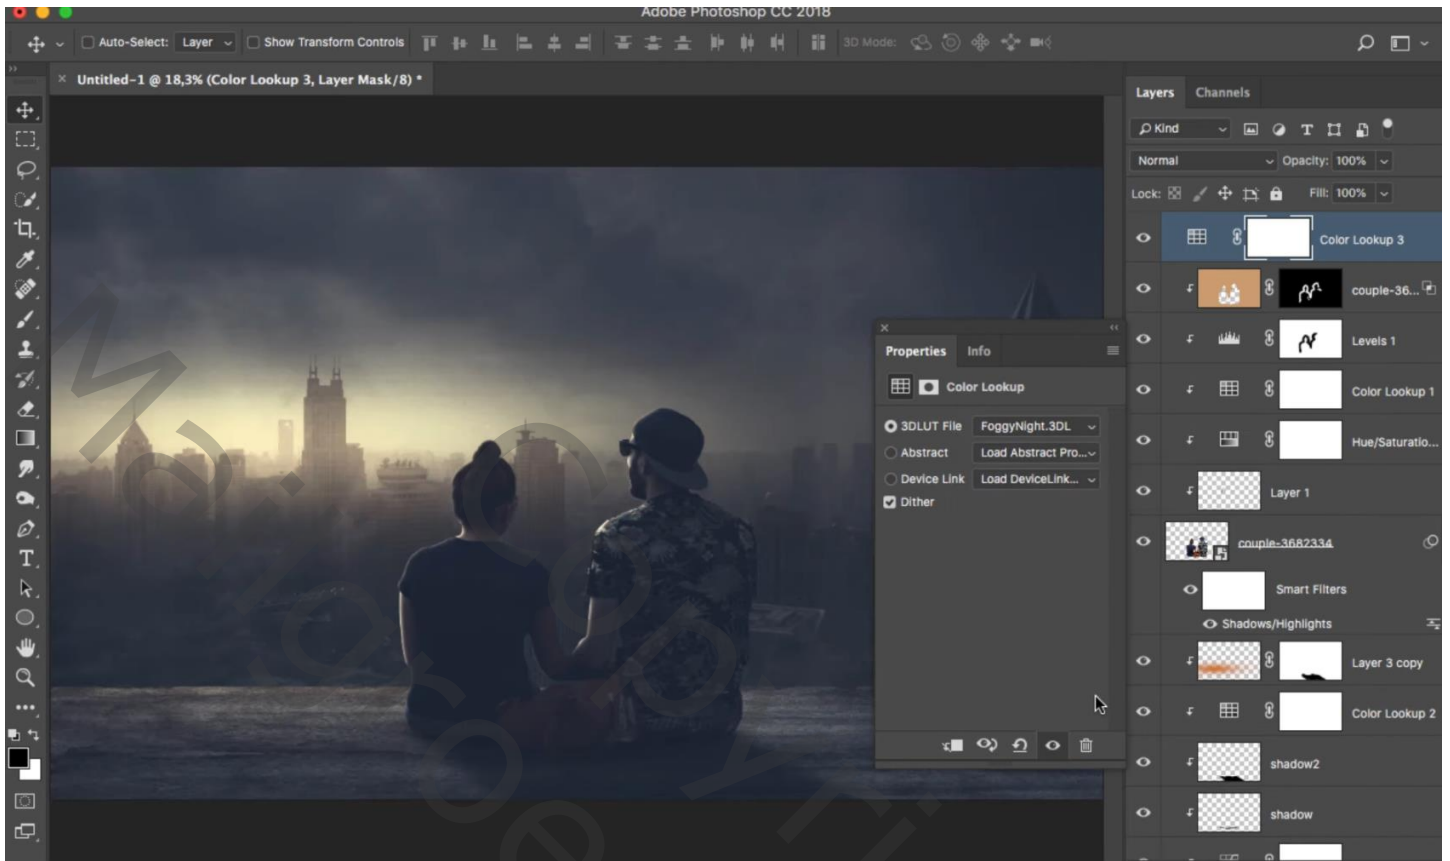 Adobe Photoshop CC 2018
Auto-Select: Layer Show Transform Controls 3D Mode:
Untitled-1 @ 18,3% (Color Lookup 3, Layer Mask/8) *
Layers Channels
Kind
Normal Opacity: 100%
Lock: Fill: 100%
Color Lookup 3
couple-36...
Levels 1
Color Lookup 1
Hue/Saturatio...
Layer 1
couple-3682334
Smart Filters
Shadows/Highlights
Layer 3 copy
Color Lookup 2
shadow2
shadow
Properties Info
Color Lookup
3DLUT File FoggyNight.3DL
Abstract Load Abstract Pro...
Device Link Load DeviceLink...
Dither